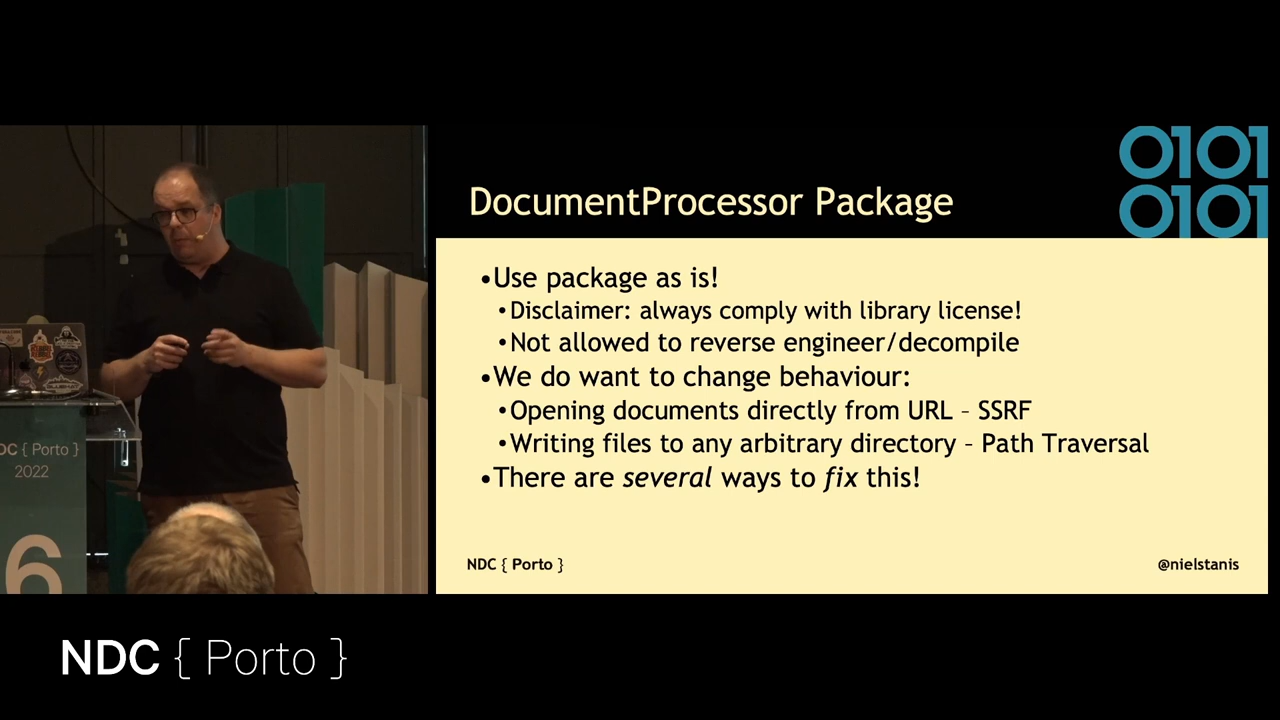 0101
0101
DocumentProcessor Package
•Use package as is!
•Disclaimer: always comply with library license!
•Not allowed to reverse engineer/decompile
•We do want to change behaviour:
•Opening documents directly from URL – SSRF
•Writing files to any arbitrary directory – Path Traversal
•There are several ways to fix this!
NDC { Porto }
@nielstanis
DC { Porto }
2022
6
NDC { Porto }